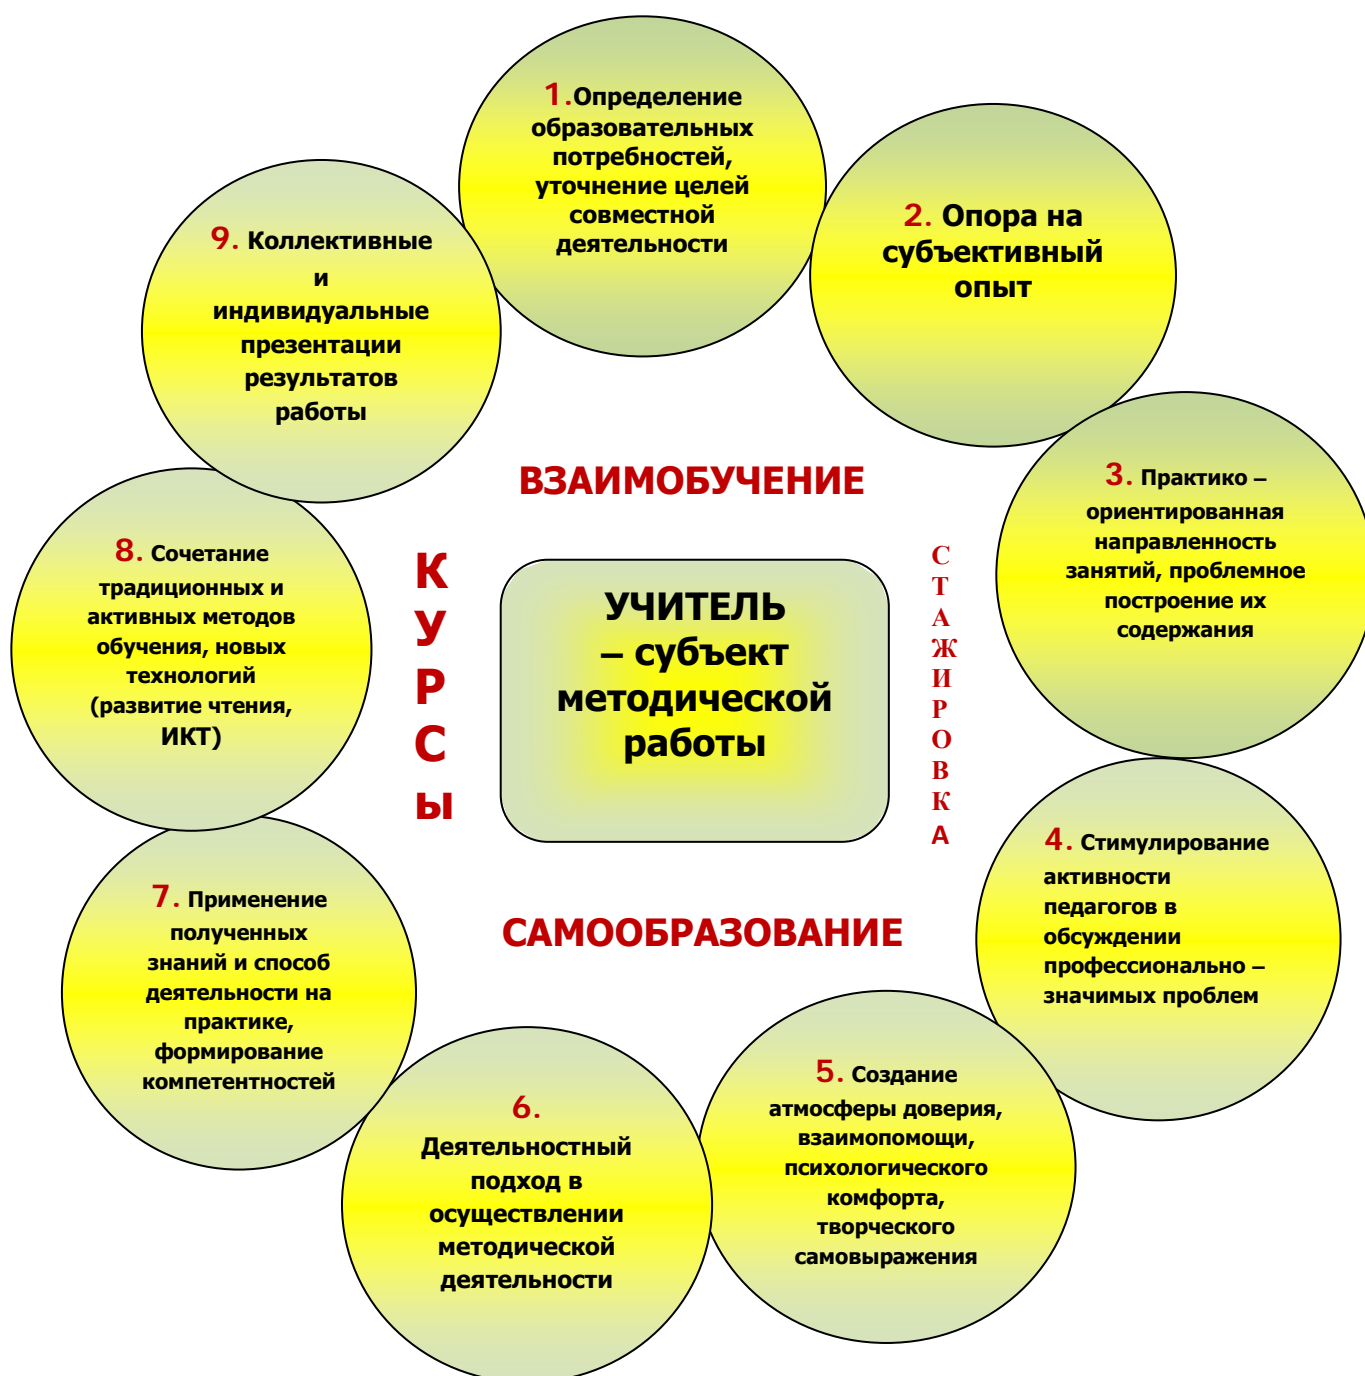 1.Определение
образовательных
потребностей,
уточнение целей
совместной
деятельности
2. Опора на
субъективный
опыт
3. Практико –
ориентированная
направленность
занятий, проблемное
построение их
содержания
4. Стимулирование
активности
педагогов в
обсуждении
профессионально –
значимых проблем
5. Создание
атмосферы доверия,
взаимопомощи,
психологического
комфорта,
творческого
самовыражения
6.
Деятельностный
подход в
осуществлении
методической
деятельности
7. Применение
полученных
знаний и способ
деятельности на
практике,
формирование
компетентностей
8. Сочетание
традиционных и
активных методов
обучения, новых
технологий
(развитие чтения,
ИКТ)
9. Коллективные
и
индивидуальные
презентации
результатов
работы
ВЗАИМОБУЧЕНИЕ
К
У
Р
С
ы
УЧИТЕЛЬ
– субъект
методической
работы
С
Т
А
Ж
И
Р
О
В
К
А
САМООБРАЗОВАНИЕ